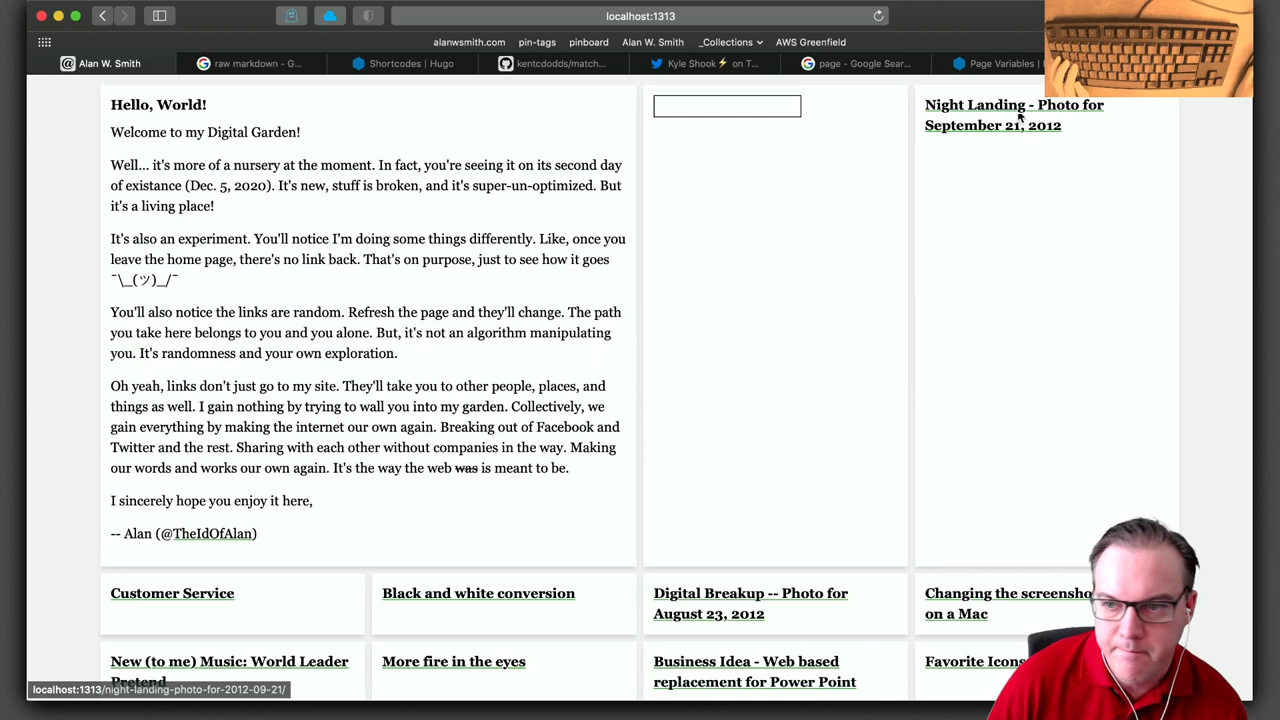 localhost:1313
alanwsmith.com pin-tags pinboard Alan W. Smith _Collections AWS Greenfield
@ Alan W. Smith raw markdown - G... Shortcodes | Hugo kentcdodds/match... Kyle Shook⚡ on T... page - Google Sear... Page Variables |
Hello, World!
Welcome to my Digital Garden!
Well... it's more of a nursery at the moment. In fact, you're seeing it on its second day
of existance (Dec. 5, 2020). It's new, stuff is broken, and it's super-un-optimized. But
it's a living place!
It's also an experiment. You'll notice I'm doing some things differently. Like, once you
leave the home page, there's no link back. That's on purpose, just to see how it goes
¯\_(ツ)_/¯
You'll also notice the links are random. Refresh the page and they'll change. The path
you take here belongs to you and you alone. But, it's not an algorithm manipulating
you. It's randomness and your own exploration.
Oh yeah, links don't just go to my site. They'll take you to other people, places, and
things as well. I gain nothing by trying to wall you into my garden. Collectively, we
gain everything by making the internet our own again. Breaking out of Facebook and
Twitter and the rest. Sharing with each other without companies in the way. Making
our words and works our own again. It's the way the web was is meant to be.
I sincerely hope you enjoy it here,
-- Alan (@TheIdOfAlan)
Night Landing - Photo for
September 21, 2012
Customer Service
Black and white conversion
Digital Breakup -- Photo for
August 23, 2012
Changing the screensho
on a Mac
New (to me) Music: World Leader
Pretend
More fire in the eyes
Business Idea - Web based
replacement for Power Point
Favorite Icons
localhost:1313/night-landing-photo-for-2012-09-21/